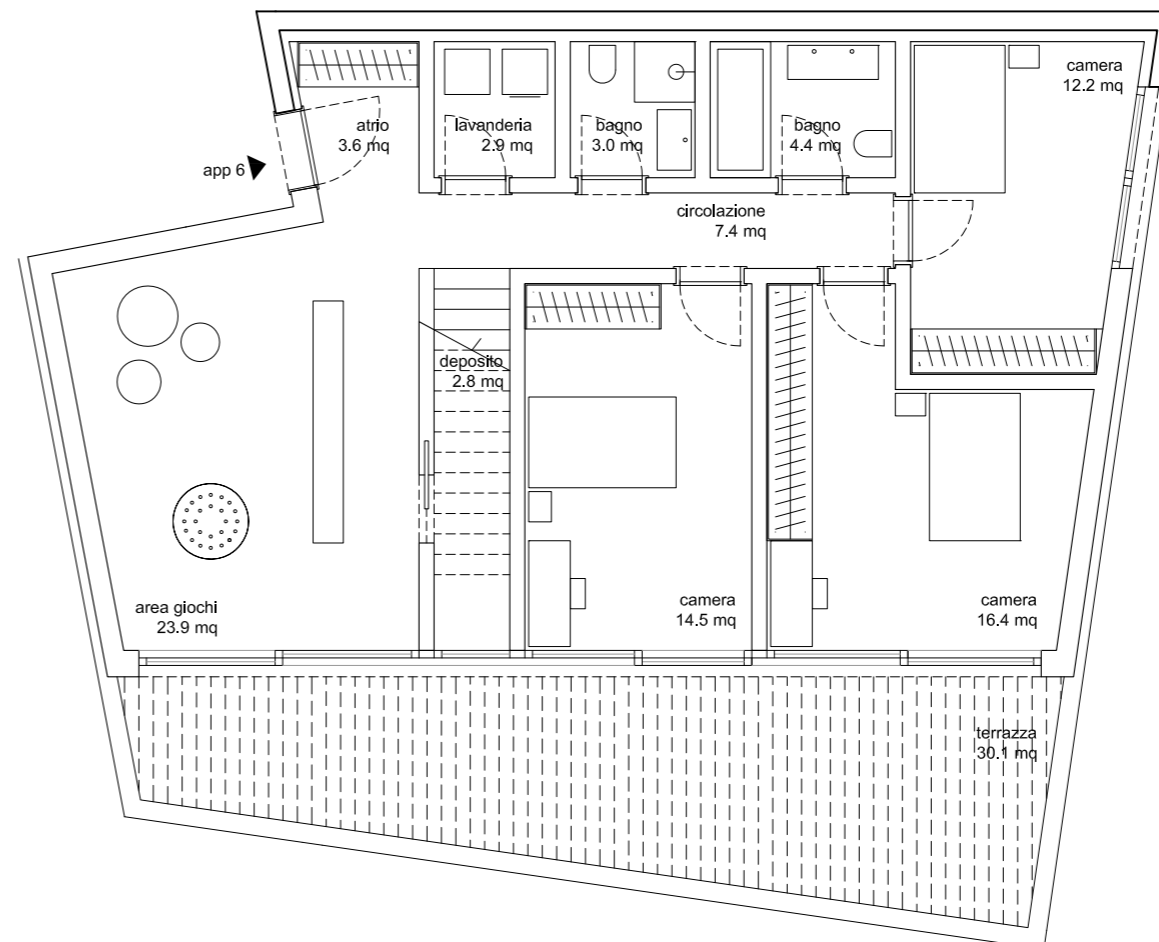 camera
12.2 mq
atrio
3.6 mq
lavanderia
2.9 mq
bagno
3.0 mq
bagno
4.4 mq
app 6
circolazione
7.4 mq
deposito
2.8 mq
area giochi
23.9 mq
camera
14.5 mq
camera
16.4 mq
terrazza
30.1 mq